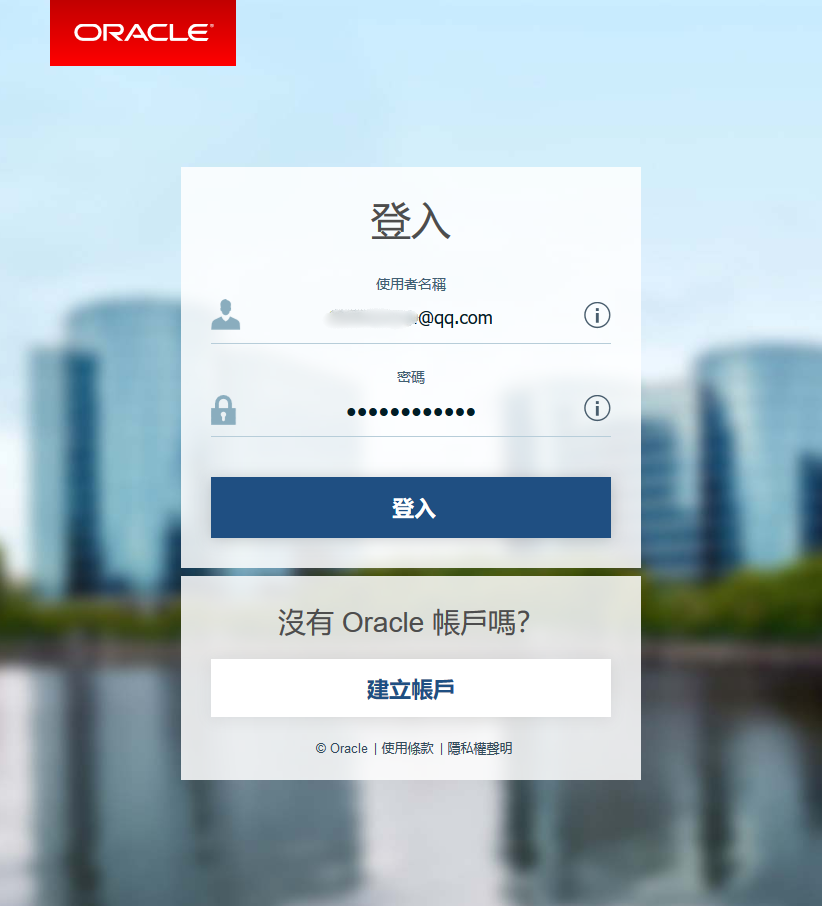 ORACLE®
登入
使用者名稱
@qq.com
密碼
••••••••••••
登入
沒有 Oracle 帳戶嗎?
建立帳戶
© Oracle | 使用條款 | 隱私權聲明